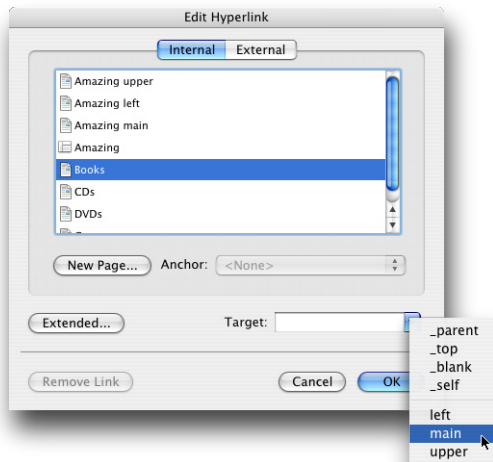 Edit Hyperlink
Internal External
Amazing upper
Amazing left
Amazing main
Amazing
Books
CDs
DVDs
New Page... Anchor: <None>
Extended... Target:
_parent
_top
_blank
_self
Remove Link Cancel OK
left
main
upper